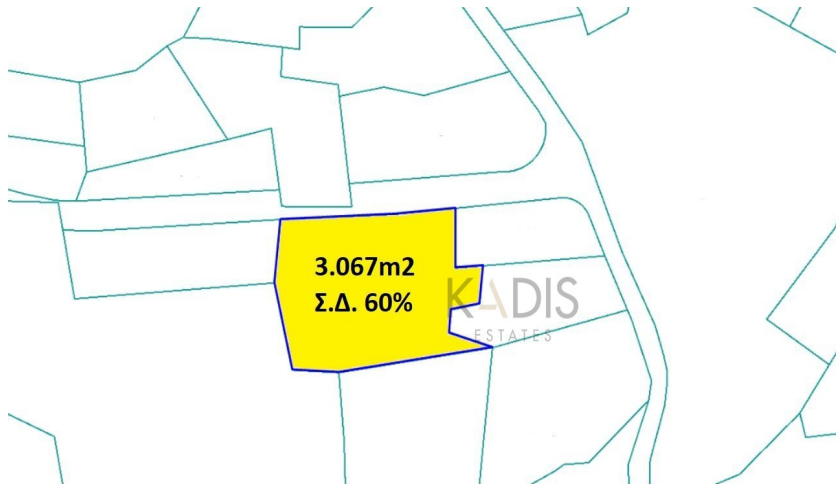 3.067m2
Σ.Δ. 60%
KADIS
ESTATES